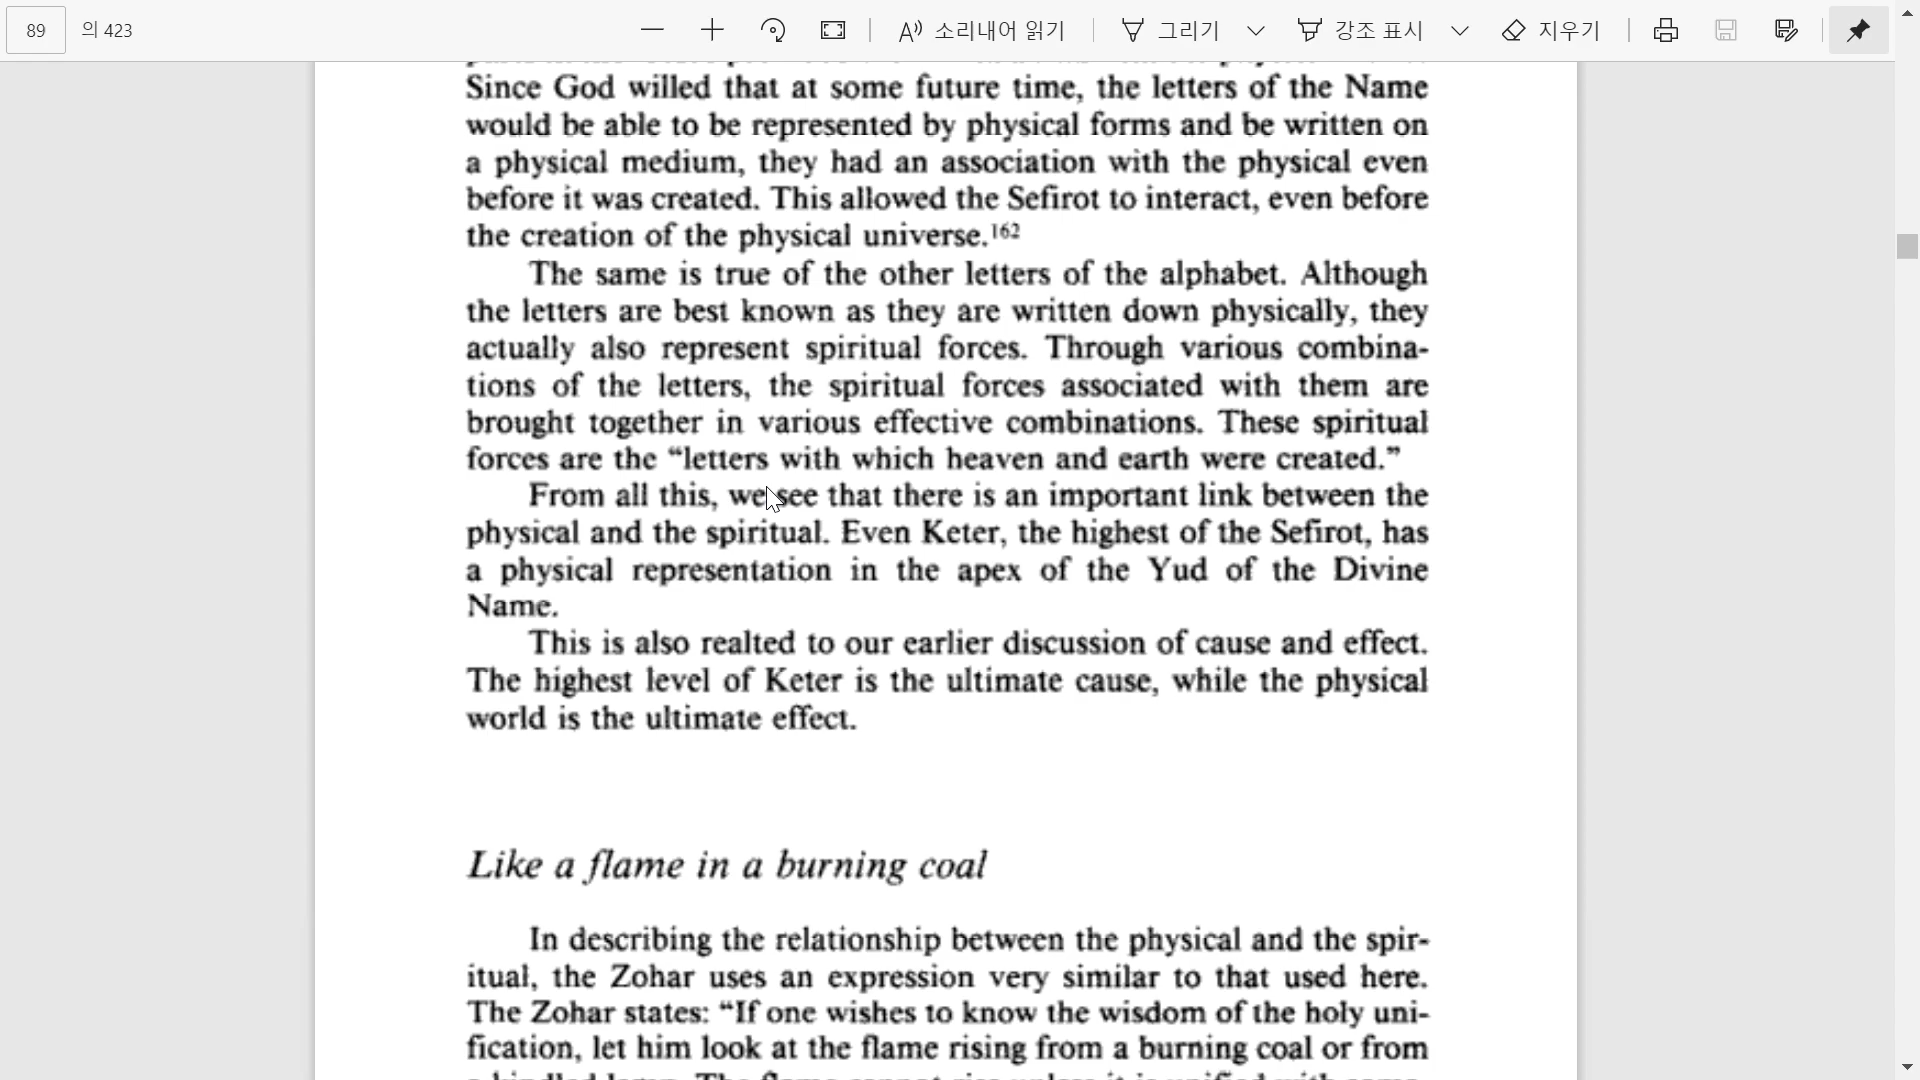 89 의 423 소리내어 읽기 그리기 강조 표시 지우기
Since God willed that at some future time, the letters of the Name
would be able to be represented by physical forms and be written on
a physical medium, they had an association with the physical even
before it was created. This allowed the Sefirot to interact, even before
the creation of the physical universe.162
The same is true of the other letters of the alphabet. Although
the letters are best known as they are written down physically, they
actually also represent spiritual forces. Through various combina-
tions of the letters, the spiritual forces associated with them are
brought together in various effective combinations. These spiritual
forces are the “letters with which heaven and earth were created.”
From all this, we see that there is an important link between the
physical and the spiritual. Even Keter, the highest of the Sefirot, has
a physical representation in the apex of the Yud of the Divine
Name.
This is also realted to our earlier discussion of cause and effect.
The highest level of Keter is the ultimate cause, while the physical
world is the ultimate effect.
Like a flame in a burning coal
In describing the relationship between the physical and the spir-
itual, the Zohar uses an expression very similar to that used here.
The Zohar states: “If one wishes to know the wisdom of the holy uni-
fication, let him look at the flame rising from a burning coal or from